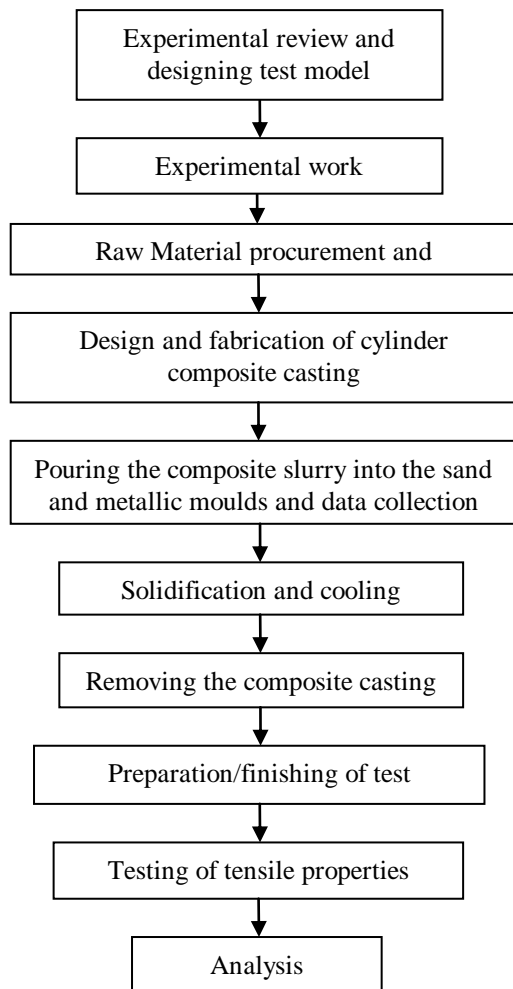 Experimental review and
designing test model
Experimental work
Raw Material procurement and
Design and fabrication of cylinder
composite casting
Pouring the composite slurry into the sand
and metallic moulds and data collection
Solidification and cooling
Removing the composite casting
Preparation/finishing of test
Testing of tensile properties
Analysis